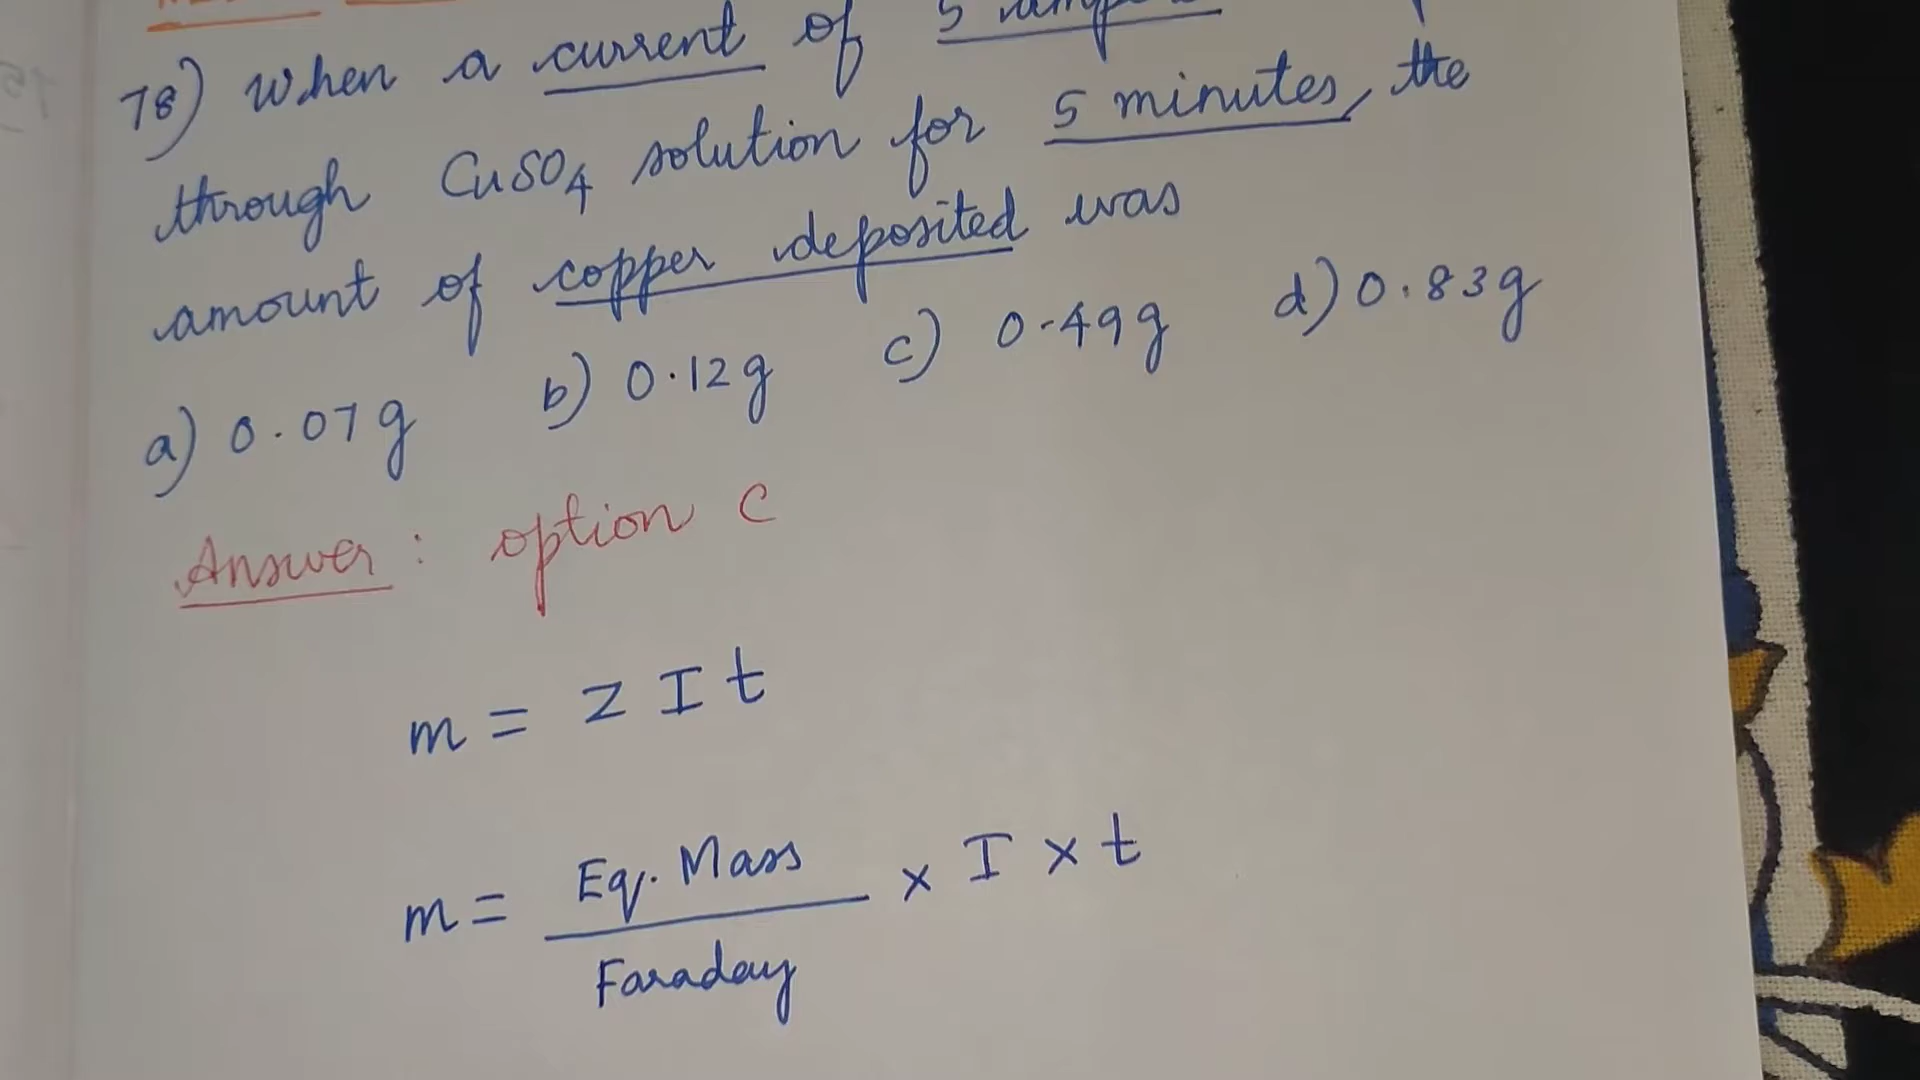 78) When a current of 5
through CuSO4 solution for 5 minutes, the
amount of copper deposited was
a) 0.07g b) 0.12g c) 0.49g d) 0.83g
Answer : option C
m = Z I t
m = Eq. Mass / Faraday × I × t